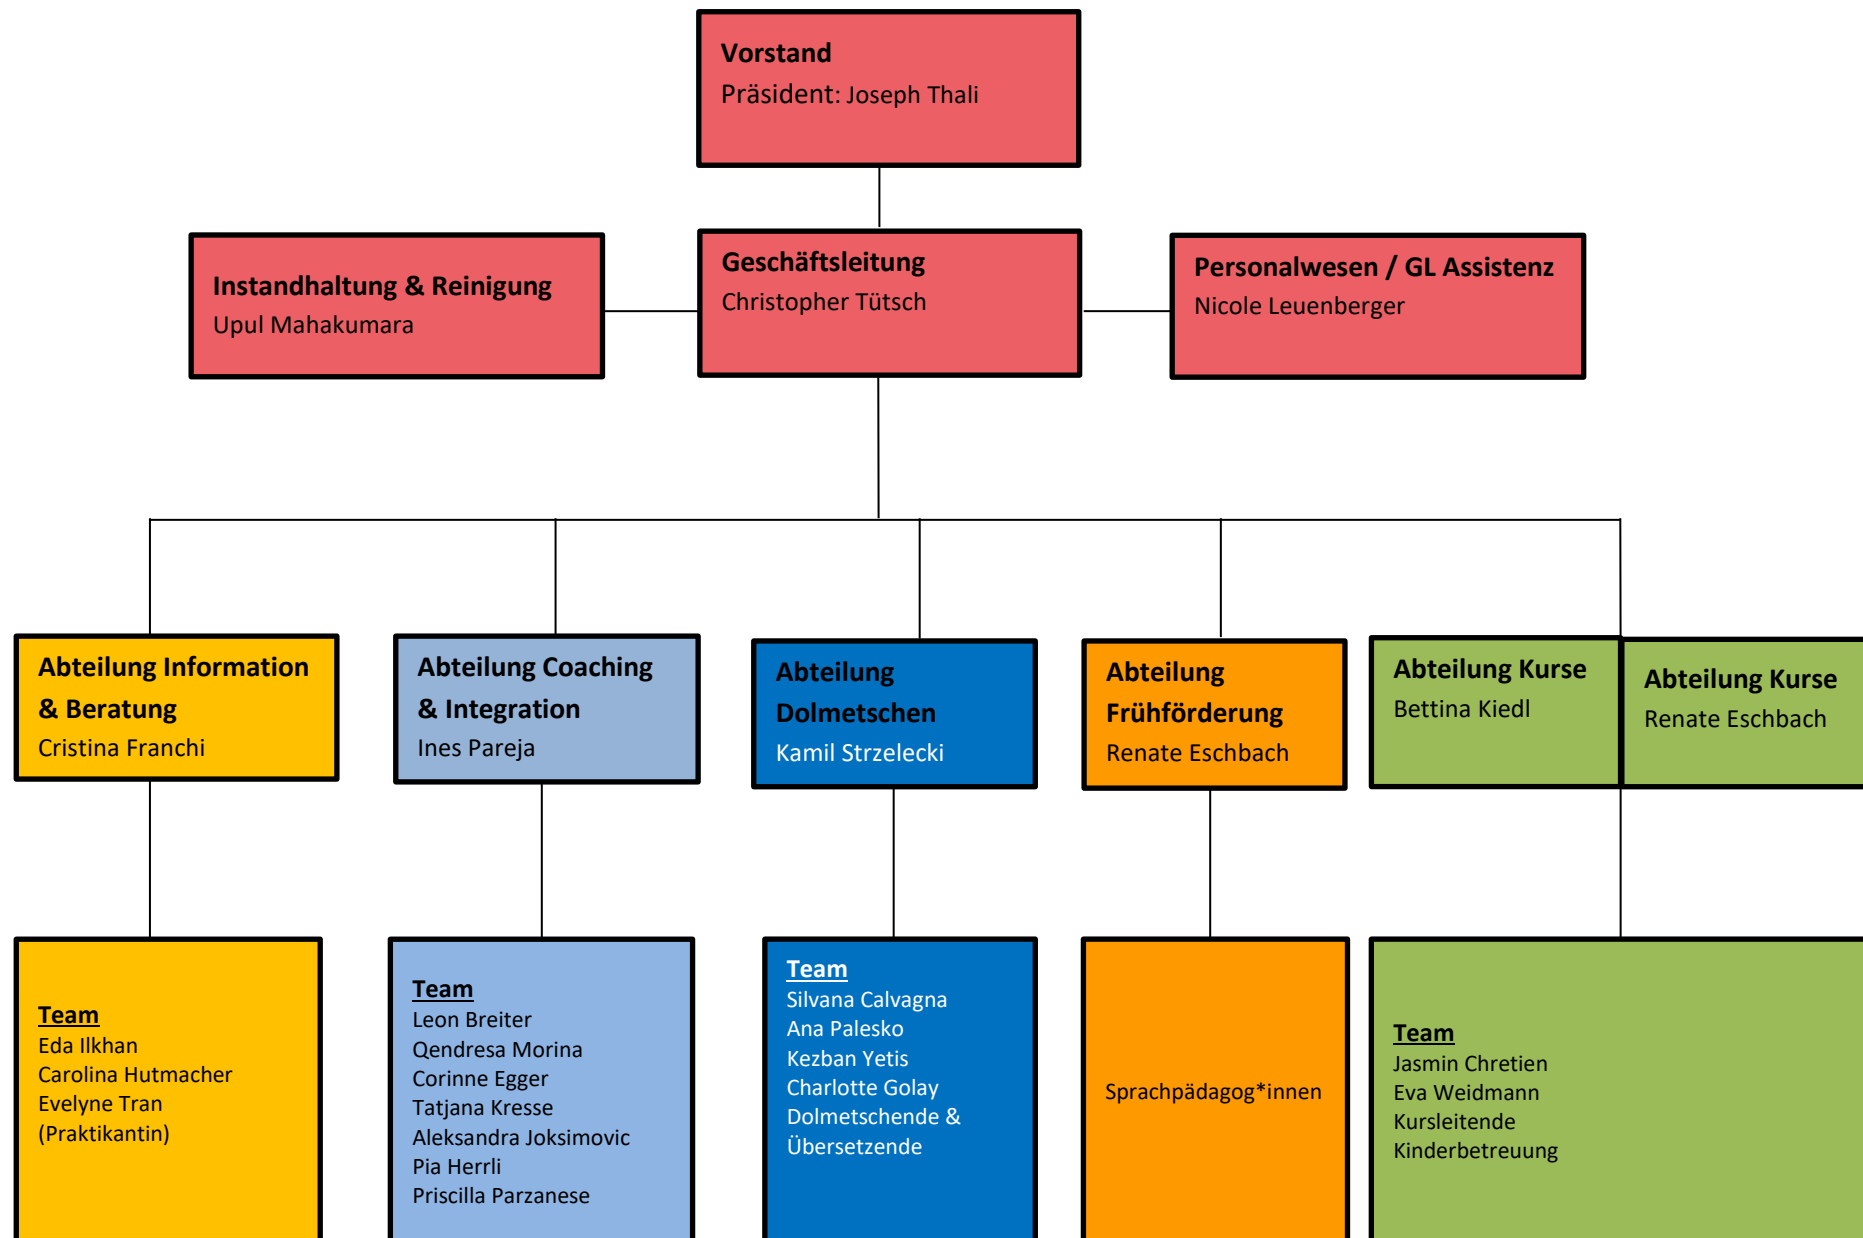 Vorstand
Präsident: Joseph Thali
Instandhaltung & Reinigung
Upul Mahakumara
Geschäftsleitung
Christopher Tütsch
Personalwesen / GL Assistenz
Nicole Leuenberger
Abteilung Information
& Beratung
Cristina Franchi
Abteilung Coaching
& Integration
Ines Pareja
Abteilung
Dolmetschen
Kamil Strzelecki
Abteilung
Frühförderung
Renate Eschbach
Abteilung Kurse
Bettina Kiedl
Abteilung Kurse
Renate Eschbach
Team
Eda Ilkhan
Carolina Hutmacher
Evelyne Tran
(Praktikantin)
Team
Leon Breiter
Qendresa Morina
Corinne Egger
Tatjana Kresse
Aleksandra Joksimovic
Pia Herrli
Priscilla Parzanese
Team
Silvana Calvagna
Ana Palesko
Kezban Yetis
Charlotte Golay
Dolmetschende &
Übersetzende
Sprachpädagog*innen
Team
Jasmin Chretien
Eva Weidmann
Kursleitende
Kinderbetreuung